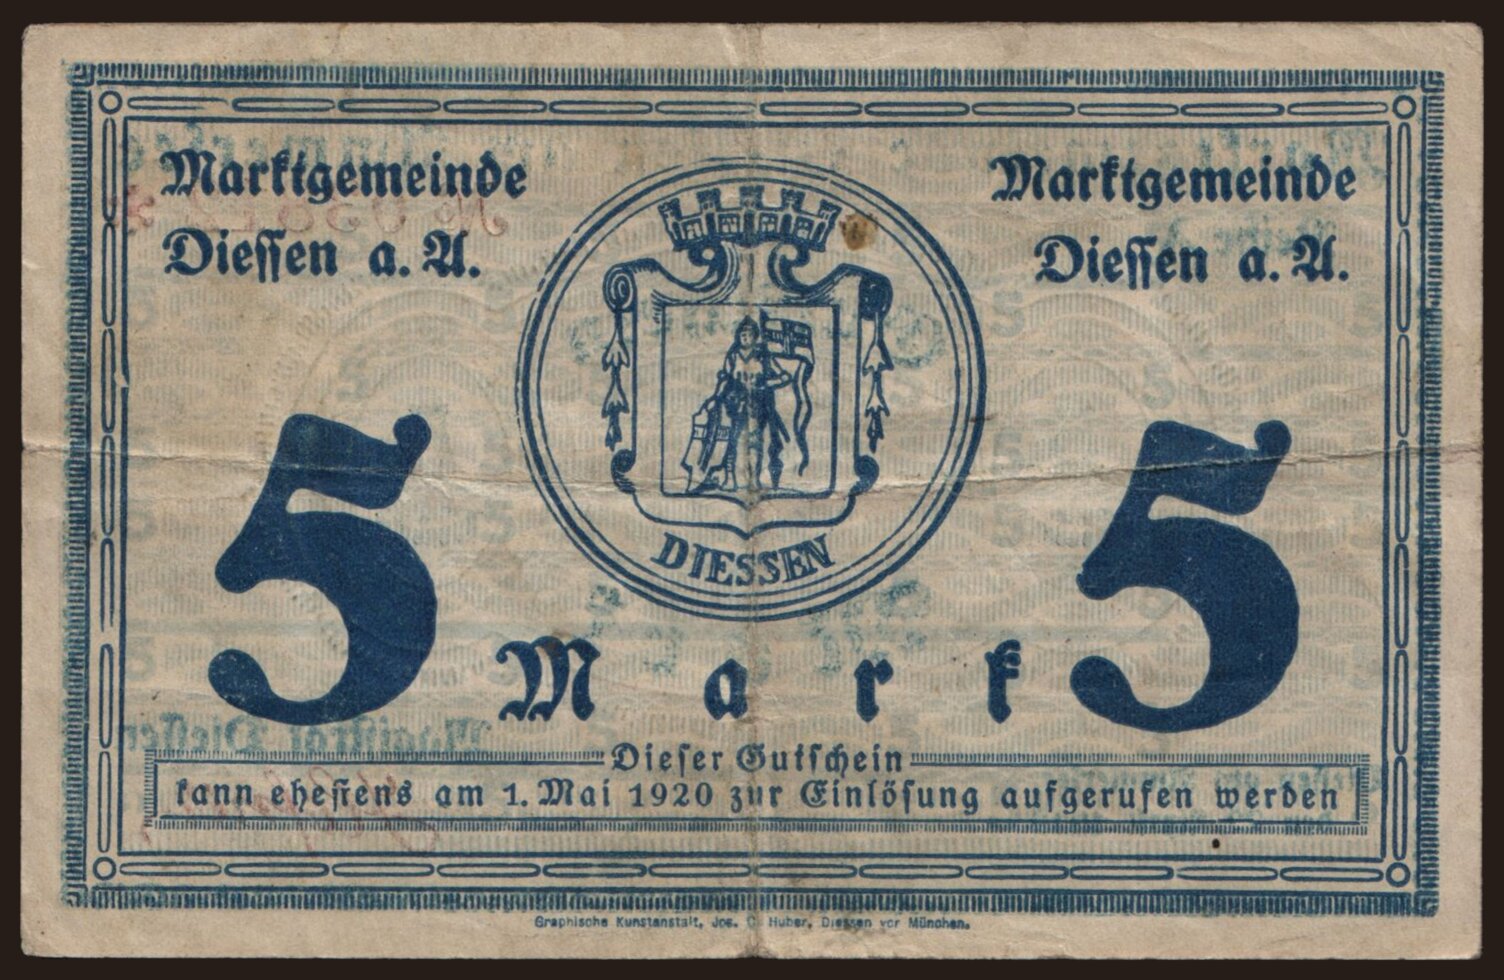 Marktgemeinde
Diessen a. A.
Marktgemeinde
Diessen a. A.
DIESSEN
5 Mark 5
Dieser Gutschein
kann ehestens am 1. Mai 1920 zur Einlösung aufgerufen werden
Graphische Kunstanstalt, Jos. C. Huber, Diessen vor München.